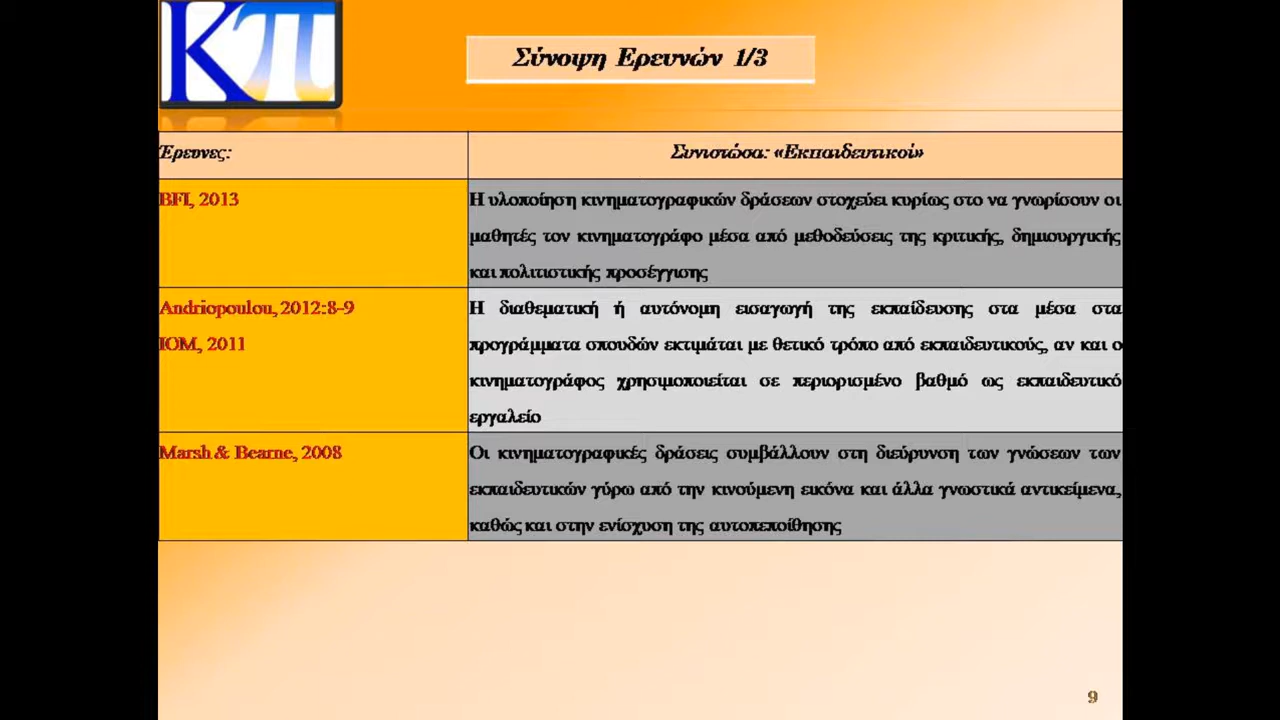 Κπ
Σύνοψη Ερευνών 1/3
Έρευνες:
Συνιστώσα: «Εκπαιδευτικοί»
BFI, 2013
Η υλοποίηση κινηματογραφικών δράσεων στοχεύει κυρίως στο να γνωρίσουν οι
μαθητές τον κινηματογράφο μέσα από μεθοδεύσεις της κριτικής, δημιουργικής
και πολιτιστικής προσέγγισης
Andriopoulou, 2012:8-9
IOM, 2011
Η διαθεματική ή αυτόνομη εισαγωγή της εκπαίδευσης στα μέσα στα
προγράμματα σπουδών εκτιμάται με θετικό τρόπο από εκπαιδευτικούς, αν και ο
κινηματογράφος χρησιμοποιείται σε περιορισμένο βαθμό ως εκπαιδευτικό
εργαλείο
Marsh & Bearne, 2008
Οι κινηματογραφικές δράσεις συμβάλλουν στη διεύρυνση των γνώσεων των
εκπαιδευτικών γύρω από την κινούμενη εικόνα και άλλα γνωστικά αντικείμενα,
καθώς και στην ενίσχυση της αυτοπεποίθησης
9